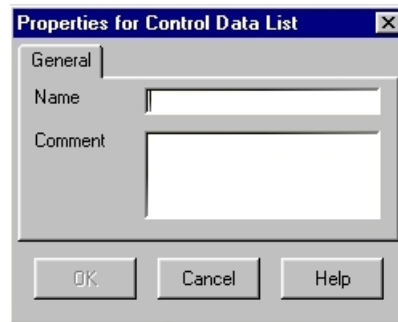 Properties for Control Data List
General
Name
Comment
OK Cancel Help